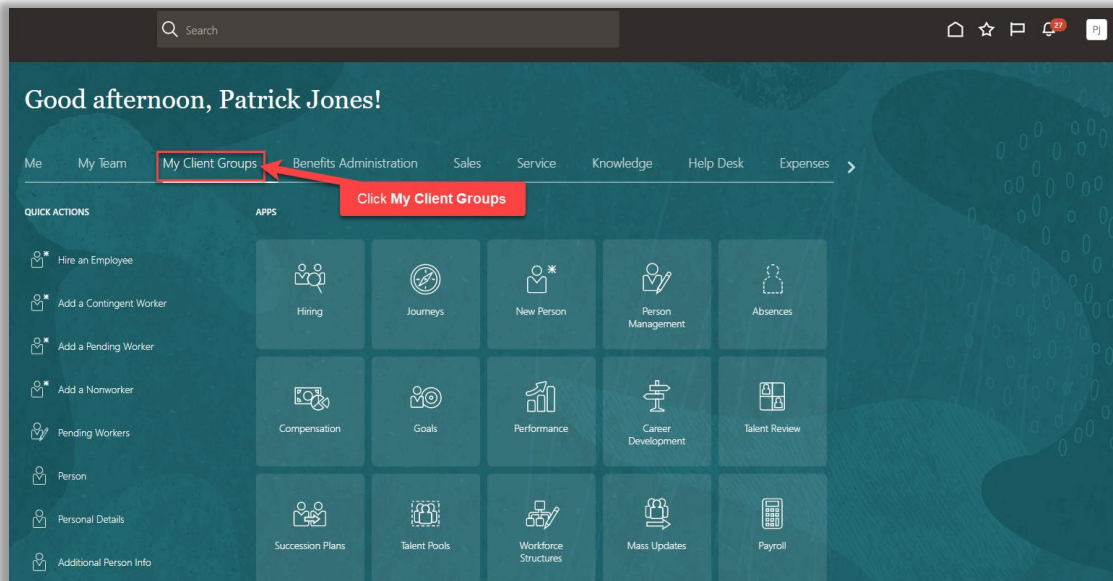 Search
27
PJ
Good afternoon, Patrick Jones!
Me My Team My Client Groups Benefits Administration Sales Service Knowledge Help Desk Expenses
Click My Client Groups
QUICK ACTIONS
Hire an Employee
Add a Contingent Worker
Add a Pending Worker
Add a Nonworker
Pending Workers
Person
Personal Details
Additional Person Info
APPS
Hiring
Journeys
New Person
Person
Management
Absences
Compensation
Goals
Performance
Career
Development
Talent Review
Succession Plans
Talent Pools
Workforce
Structures
Mass Updates
Payroll